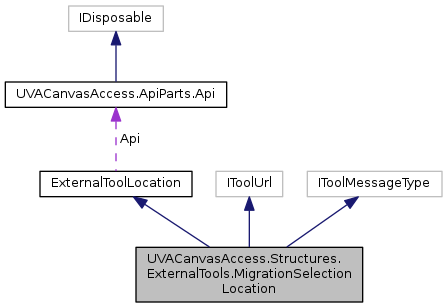 IDisposable
UVACanvasAccess.ApiParts.Api
Api
ExternalToolLocation
IToolUrl
IToolMessageType
UVACanvasAccess.Structures.
ExternalTools.MigrationSelection
Location